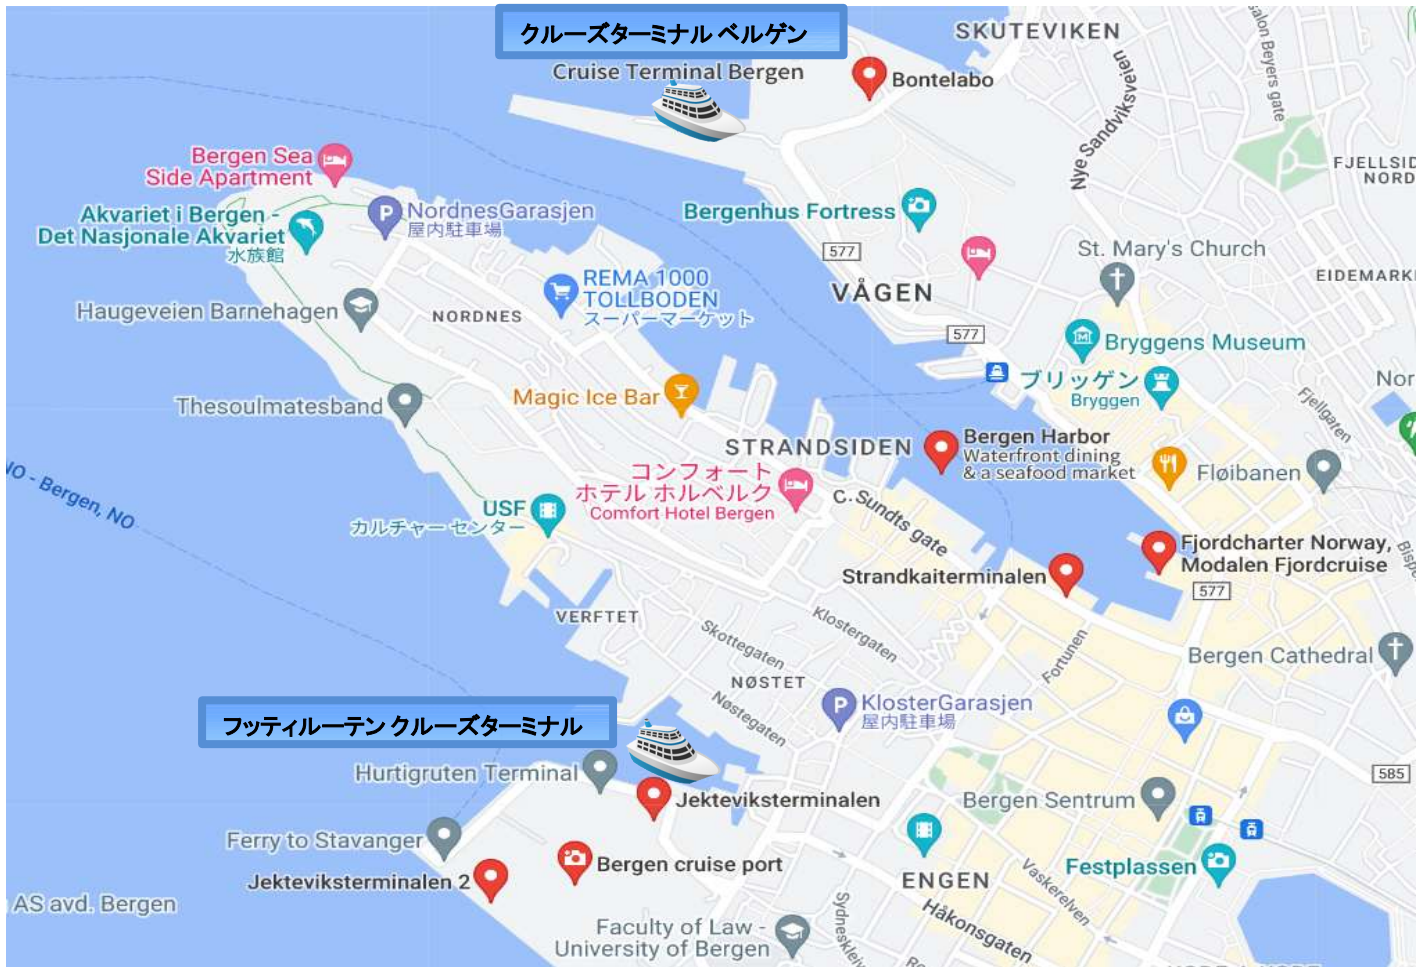 クルーズターミナル ベルゲン
SKUTEVIKEN
Cruise Terminal Bergen
Bontelabo
Salon Beyers gate
Nye Sandviksveien
FJELLSID
NORD
Bergen Sea
Side Apartment
Akvariet i Bergen -
Det Nasjonale Akvariet
水族館
NordnesGarasjen
屋内駐車場
Bergenhus Fortress
577
St. Mary's Church
EIDEMARKE
REMA 1000
TOLLBODEN
スーパーマーケット
VÅGEN
Haugeveien Barnehagen
NORDNES
577
Bryggens Museum
ブリッゲン
Bryggen
Nor
Fjellgaten
Magic Ice Bar
Thesoulmatesband
STRANDSIDEN
Bergen Harbor
Waterfront dining
& a seafood market
Fløibanen
コンフォート
ホテル ホルベルク
Comfort Hotel Bergen
C. Sundts gate
NO - Bergen, NO
USF
カルチャー センター
Bispe
Fjordcharter Norway,
Modalen Fjordcruise
Strandkaiterminalen
577
VERFTET
Klostergaten
Skottegaten
Fortunen
Bergen Cathedral
NØSTET
Nøstegaten
KlosterGarasjen
屋内駐車場
フッティルーテン クルーズターミナル
Hurtigruten Terminal
Jekteviksterminalen
Bergen Sentrum
585
Ferry to Stavanger
Bergen cruise port
Jekteviksterminalen 2
Festplassen
ENGEN
Vaskerelven
AS avd. Bergen
Håkonsgaten
Sydneskleiv
Faculty of Law -
University of Bergen